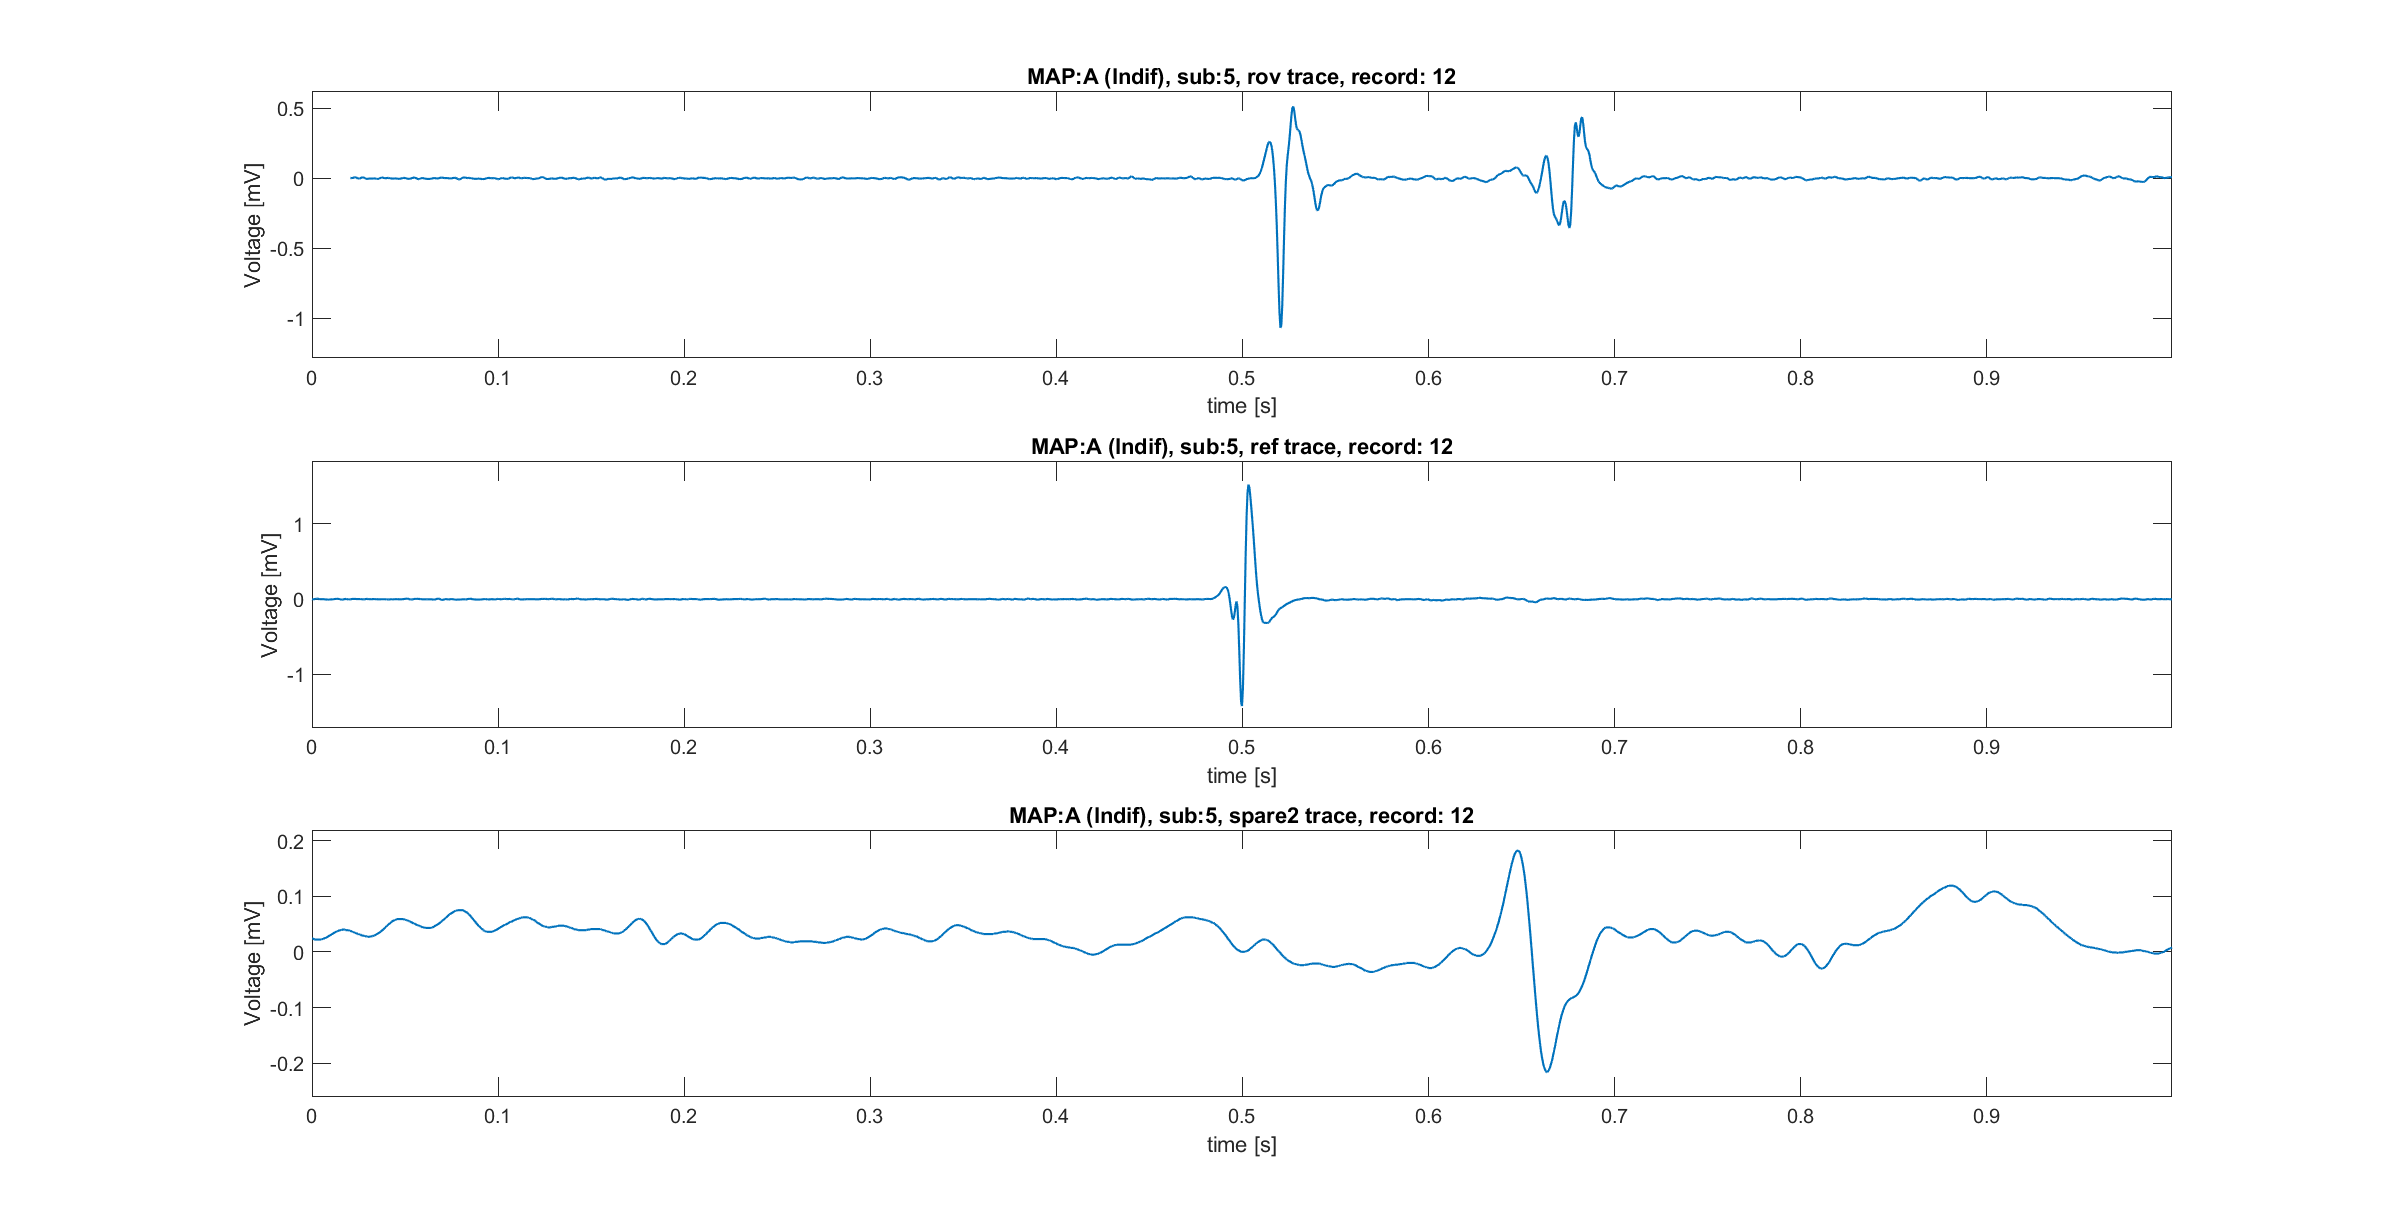 MAP:A (Indif), sub:5, rov trace, record: 12
Voltage [mV]
0.5
0
-0.5
-1
0 0.1 0.2 0.3 0.4 0.5 0.6 0.7 0.8 0.9
time [s]
MAP:A (Indif), sub:5, ref trace, record: 12
Voltage [mV]
1
0
-1
0 0.1 0.2 0.3 0.4 0.5 0.6 0.7 0.8 0.9
time [s]
MAP:A (Indif), sub:5, spare2 trace, record: 12
Voltage [mV]
0.2
0.1
0
-0.1
-0.2
0 0.1 0.2 0.3 0.4 0.5 0.6 0.7 0.8 0.9
time [s]